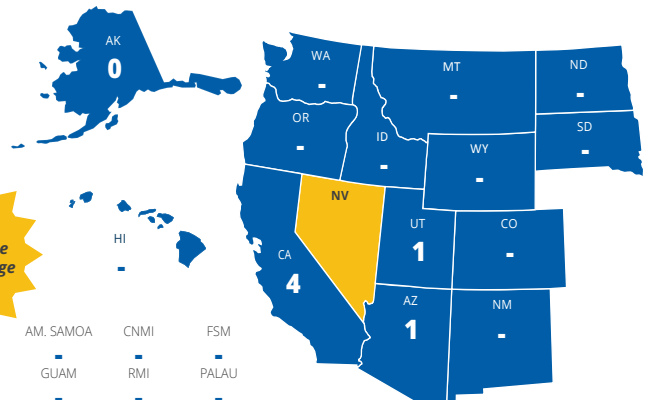 AK
0
WA
-
MT
-
ND
-
OR
-
ID
-
SD
-
WY
-
NV
HI
-
UT
1
CO
-
CA
4
AZ
1
NM
-
e
ge
AM. SAMOA CNMI FSM
- - -
GUAM RMI PALAU
- - -